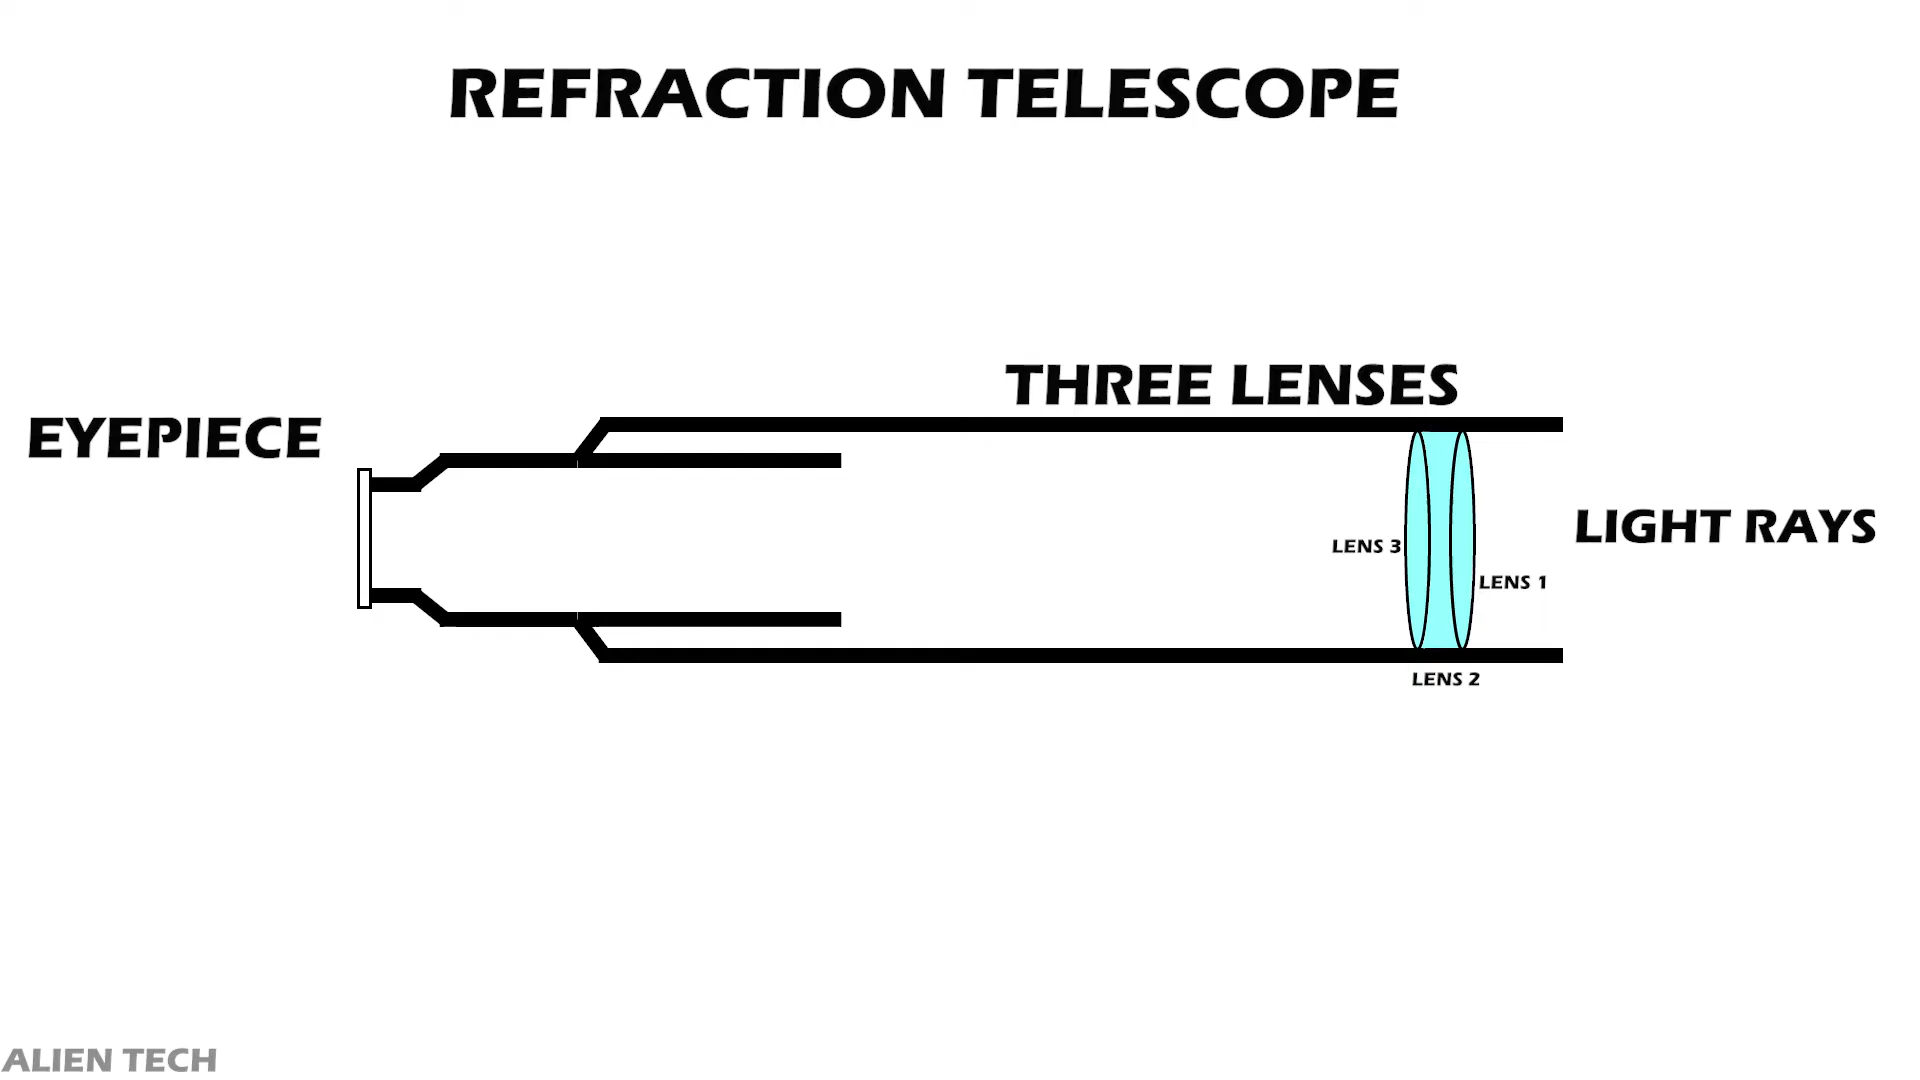 REFRACTION TELESCOPE
THREE LENSES
EYEPIECE
LIGHT RAYS
LENS 3
LENS 1
LENS 2
ALIEN TECH